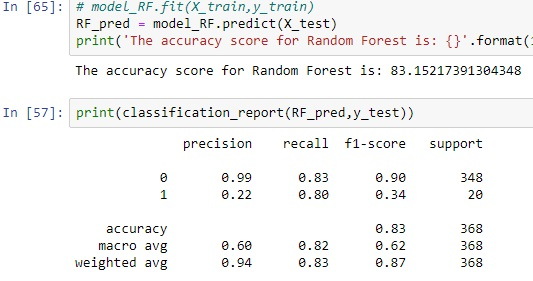 In [65]: # model_RF.fit(X_train,y_train)
RF_pred = model_RF.predict(X_test)
print('The accuracy score for Random Forest is: {}'.format(
The accuracy score for Random Forest is: 83.15217391304348
In [57]: print(classification_report(RF_pred,y_test))
precision recall f1-score support
0 0.99 0.83 0.90 348
1 0.22 0.80 0.34 20
accuracy 0.83 368
macro avg 0.60 0.82 0.62 368
weighted avg 0.94 0.83 0.87 368